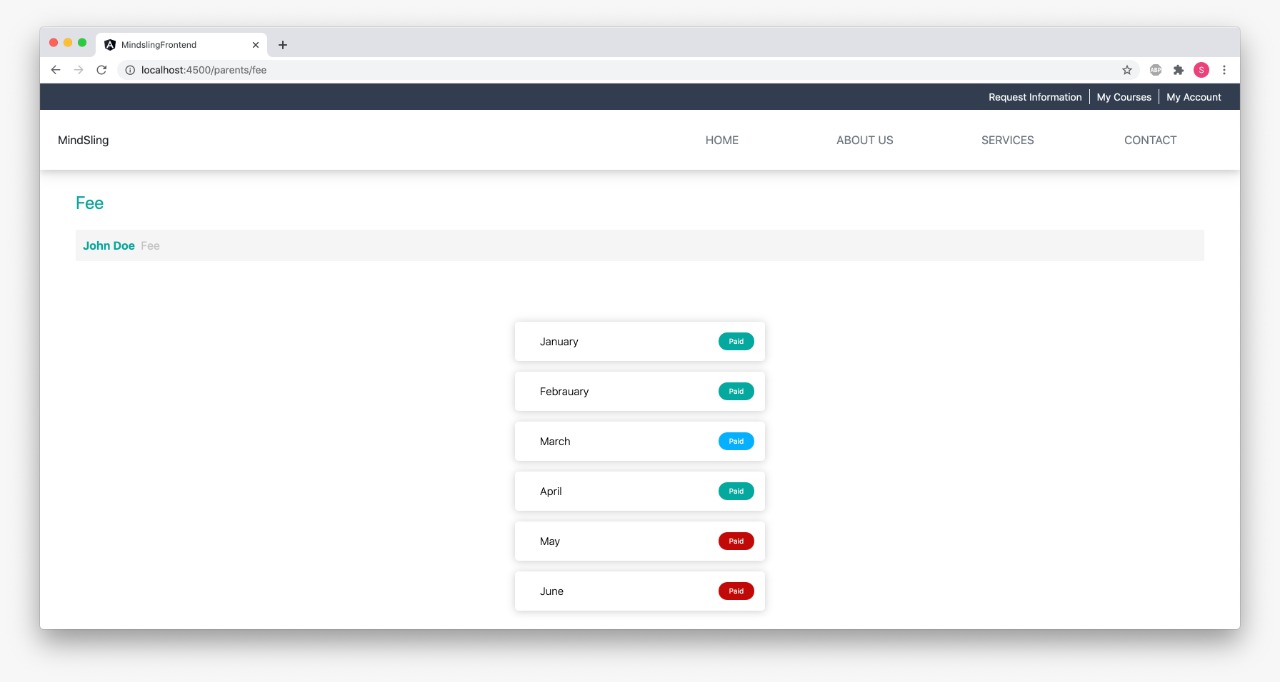 MindslingFrontend
localhost:4500/parents/fee
ABP
S
Request Information My Courses My Account
MindSling HOME ABOUT US SERVICES CONTACT
Fee
John Doe Fee
January Paid
Febrauary Paid
March Paid
April Paid
May Paid
June Paid